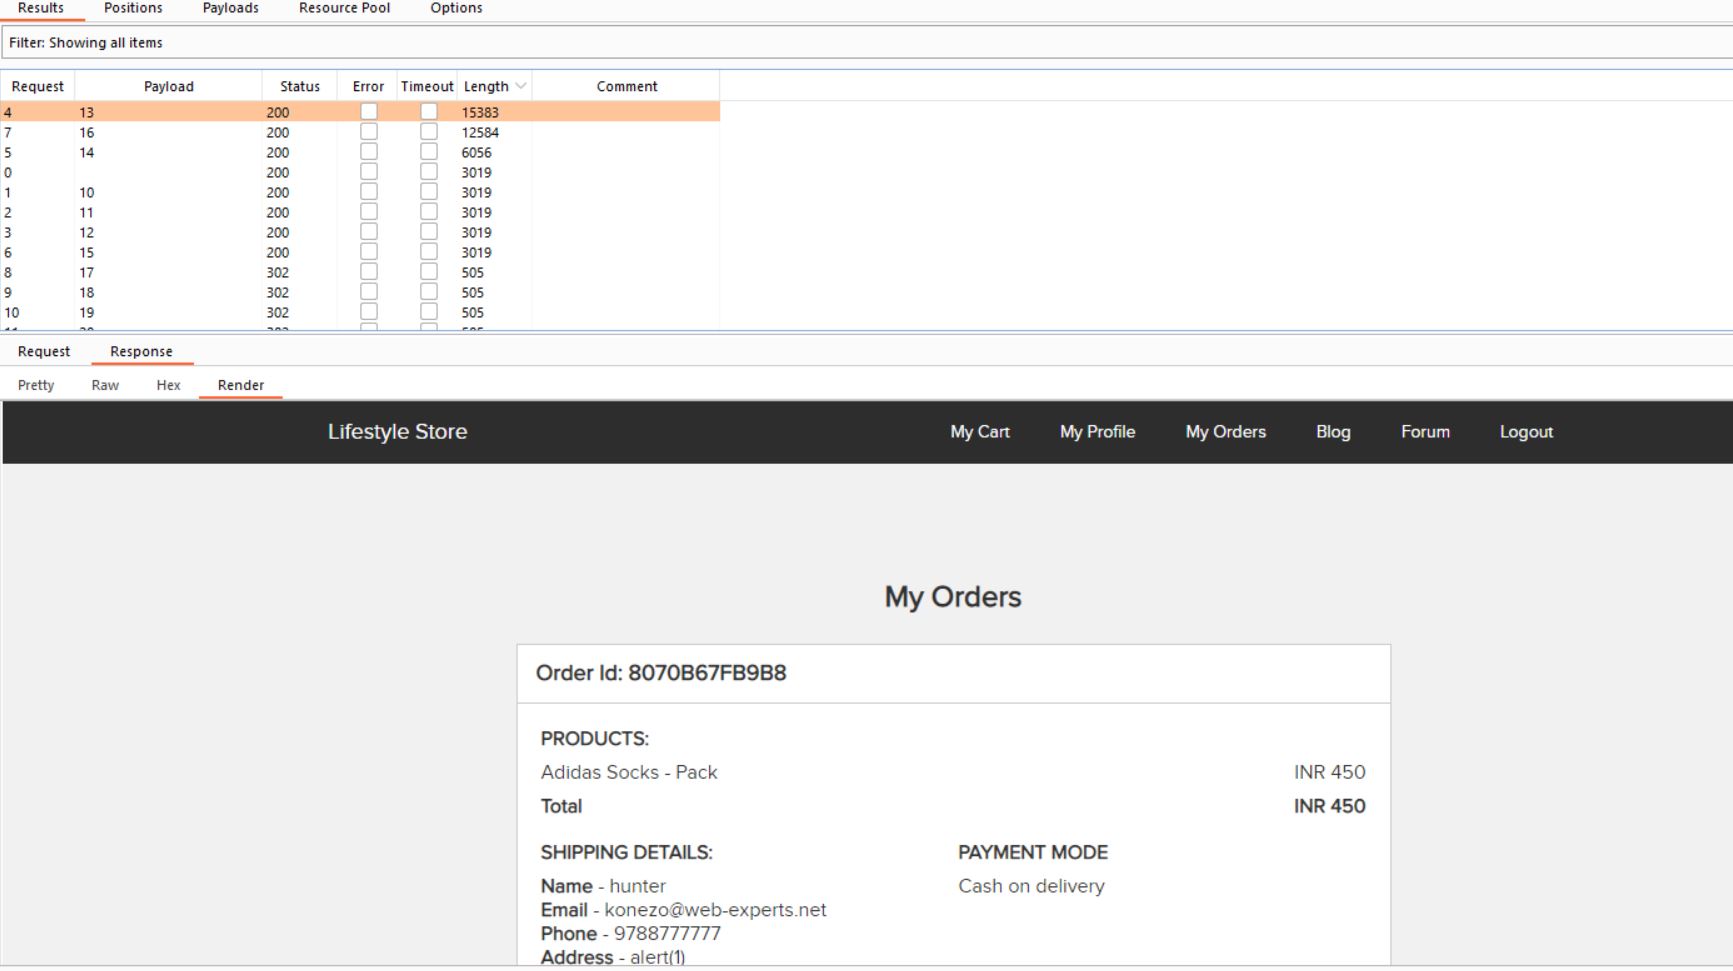 Results Positions Payloads Resource Pool Options
Filter: Showing all items
Request Payload Status Error Timeout Length Comment
4 13 200 15383
7 16 200 12584
5 14 200 6056
0 200 3019
1 10 200 3019
2 11 200 3019
3 12 200 3019
6 15 200 3019
8 17 302 505
9 18 302 505
10 19 302 505
Request Response
Pretty Raw Hex Render
Lifestyle Store My Cart My Profile My Orders Blog Forum Logout
My Orders
Order Id: 8070B67FB9B8
PRODUCTS:
Adidas Socks - Pack INR 450
Total INR 450
SHIPPING DETAILS: PAYMENT MODE
Name - hunter Cash on delivery
Email - konezo@web-experts.net
Phone - 9788777777
Address - alert(1)